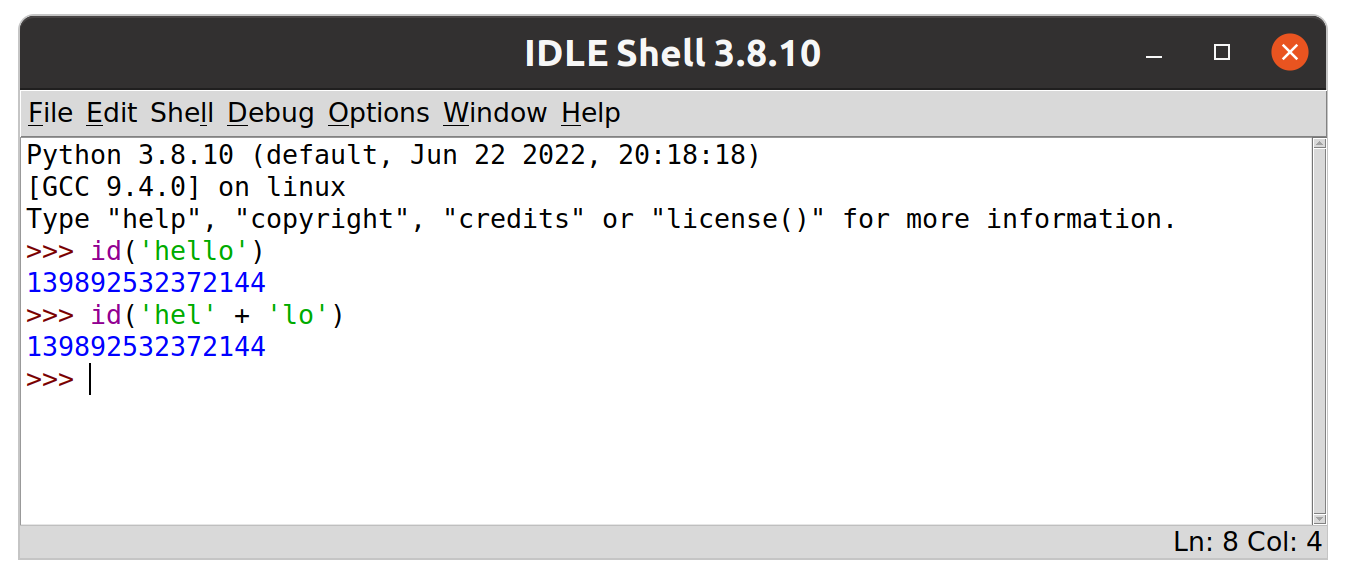 IDLE Shell 3.8.10
File Edit Shell Debug Options Window Help
Python 3.8.10 (default, Jun 22 2022, 20:18:18)
[GCC 9.4.0] on linux
Type "help", "copyright", "credits" or "license()" for more information.
>>> id('hello')
139892532372144
>>> id('hel' + 'lo')
139892532372144
>>>
Ln: 8 Col: 4